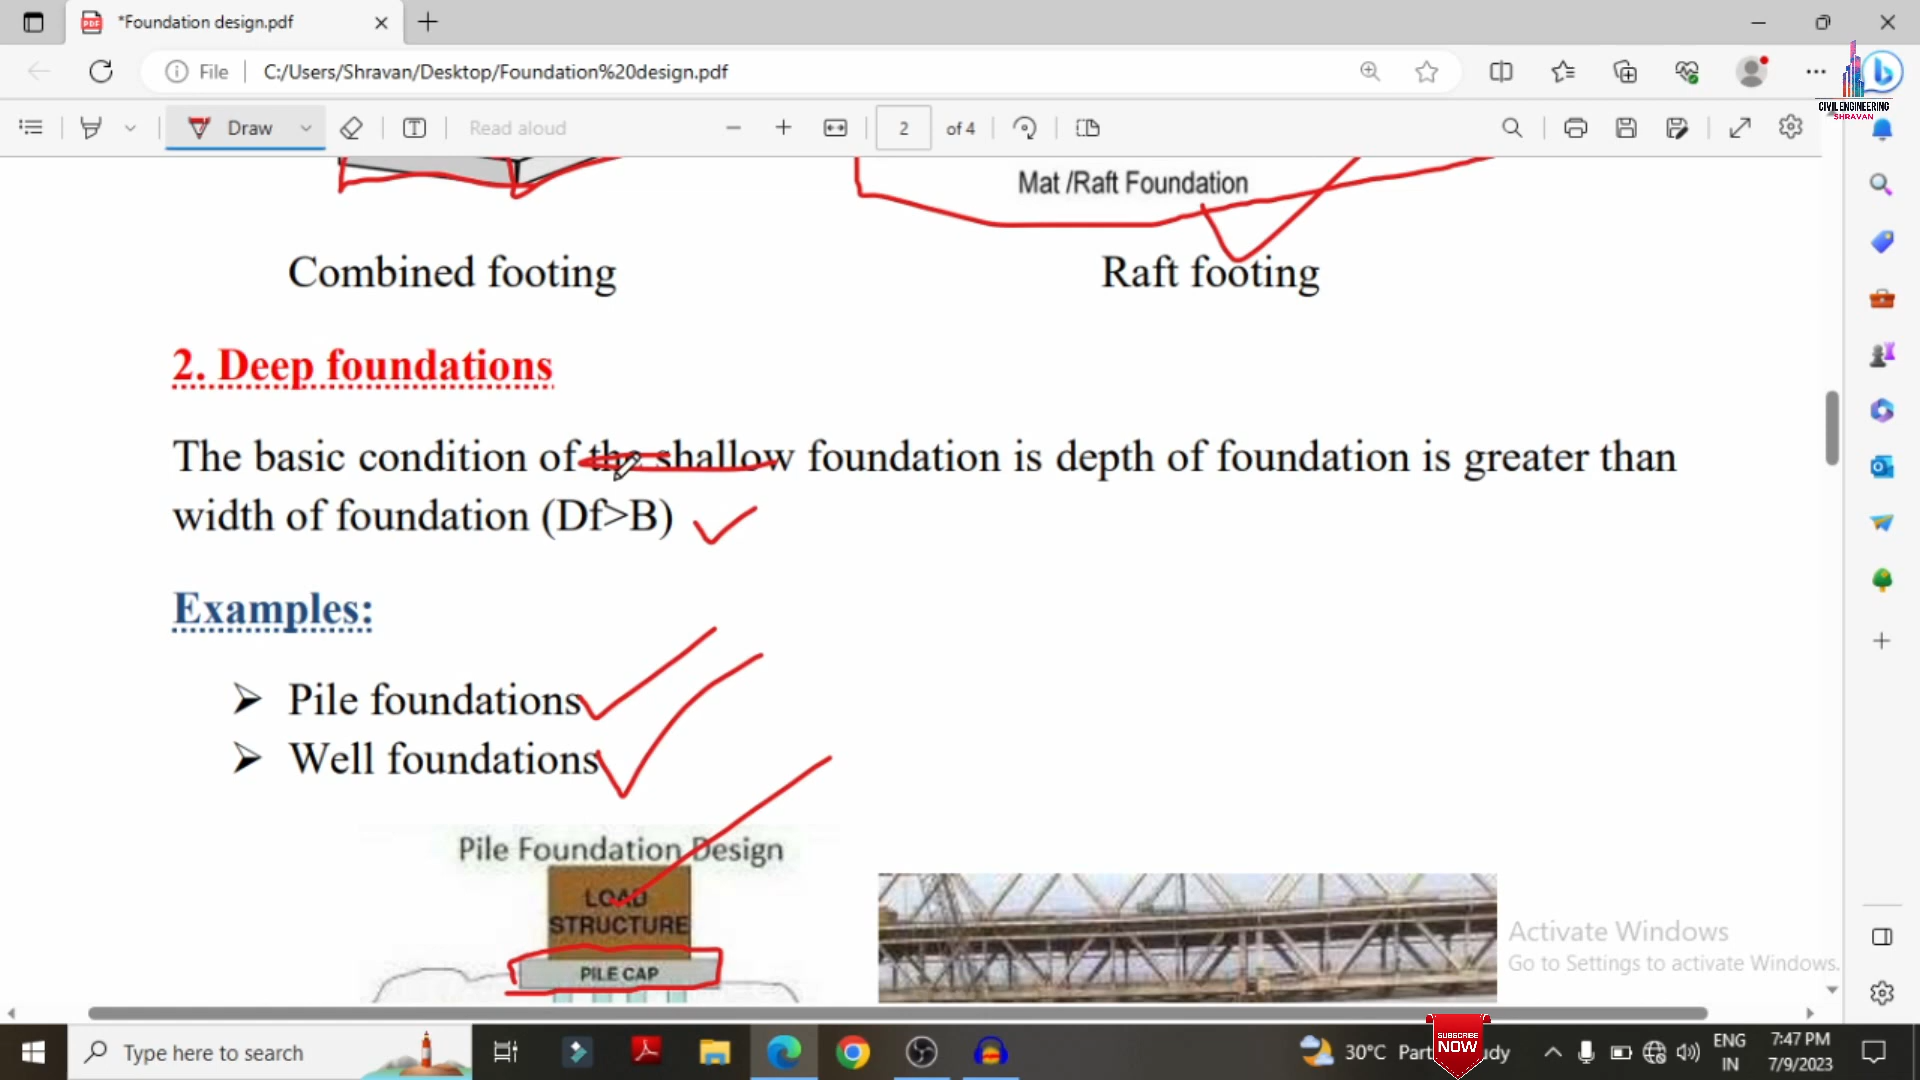 *Foundation design.pdf
File
C:/Users/Shravan/Desktop/Foundation%20design.pdf
CIVIL ENGINEERING
SHRAVAN
Draw
Read aloud
2 of 4
Mat /Raft Foundation
Combined footing
Raft footing
2. Deep foundations
The basic condition of the shallow foundation is depth of foundation is greater than
width of foundation (Df>B)
Examples:
Pile foundations
Well foundations
Pile Foundation Design
LOAD
STRUCTURE
PILE CAP
Activate Windows
Go to Settings to activate Windows.
Type here to search
30°C
SUBSCRIBE
NOW
ENG
IN
7:47 PM
7/9/2023